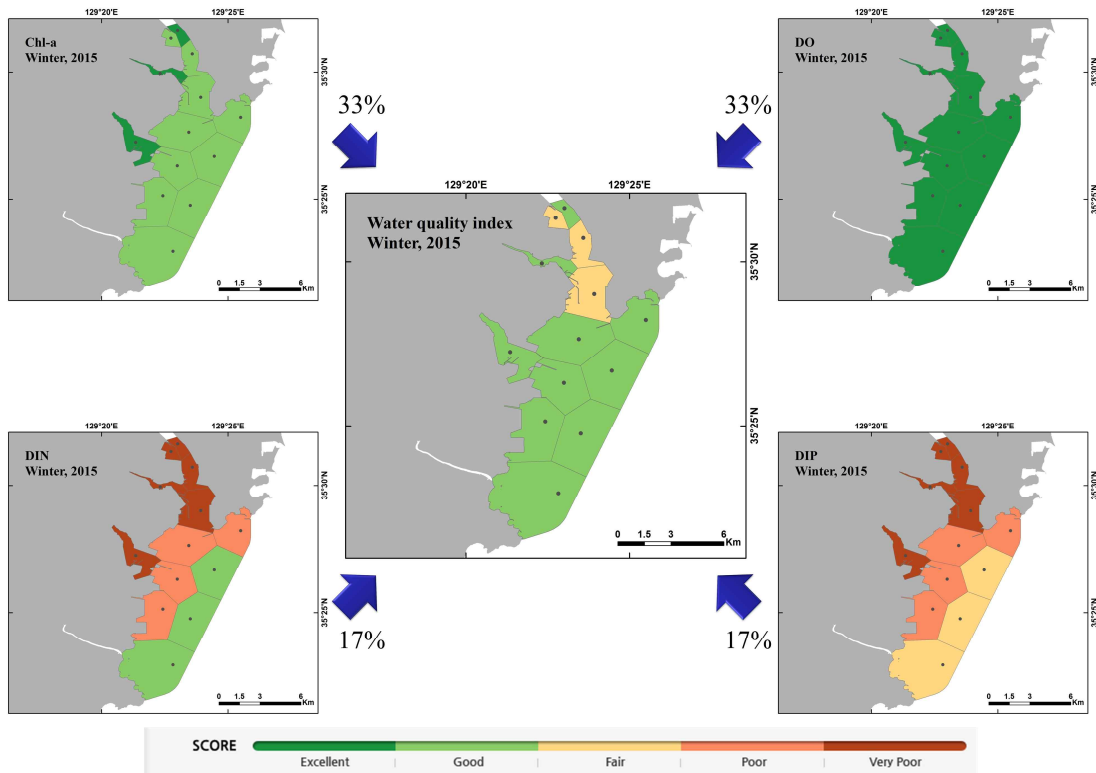 129°20'E 129°25'E
Chl-a
Winter, 2015
35°30'N
35°25'N
0 1.5 3 6
Km
129°20'E 129°25'E
DO
Winter, 2015
35°30'N
35°25'N
0 1.5 3 6
Km
33%
33%
129°20'E 129°25'E
Water quality index
Winter, 2015
35°30'N
35°25'N
0 1.5 3 6
Km
129°20'E 129°25'E
DIN
Winter, 2015
35°30'N
35°25'N
0 1.5 3 6
Km
129°20'E 129°25'E
DIP
Winter, 2015
35°30'N
35°25'N
0 1.5 3 6
Km
17%
17%
SCORE
Excellent | Good | Fair | Poor | Very Poor